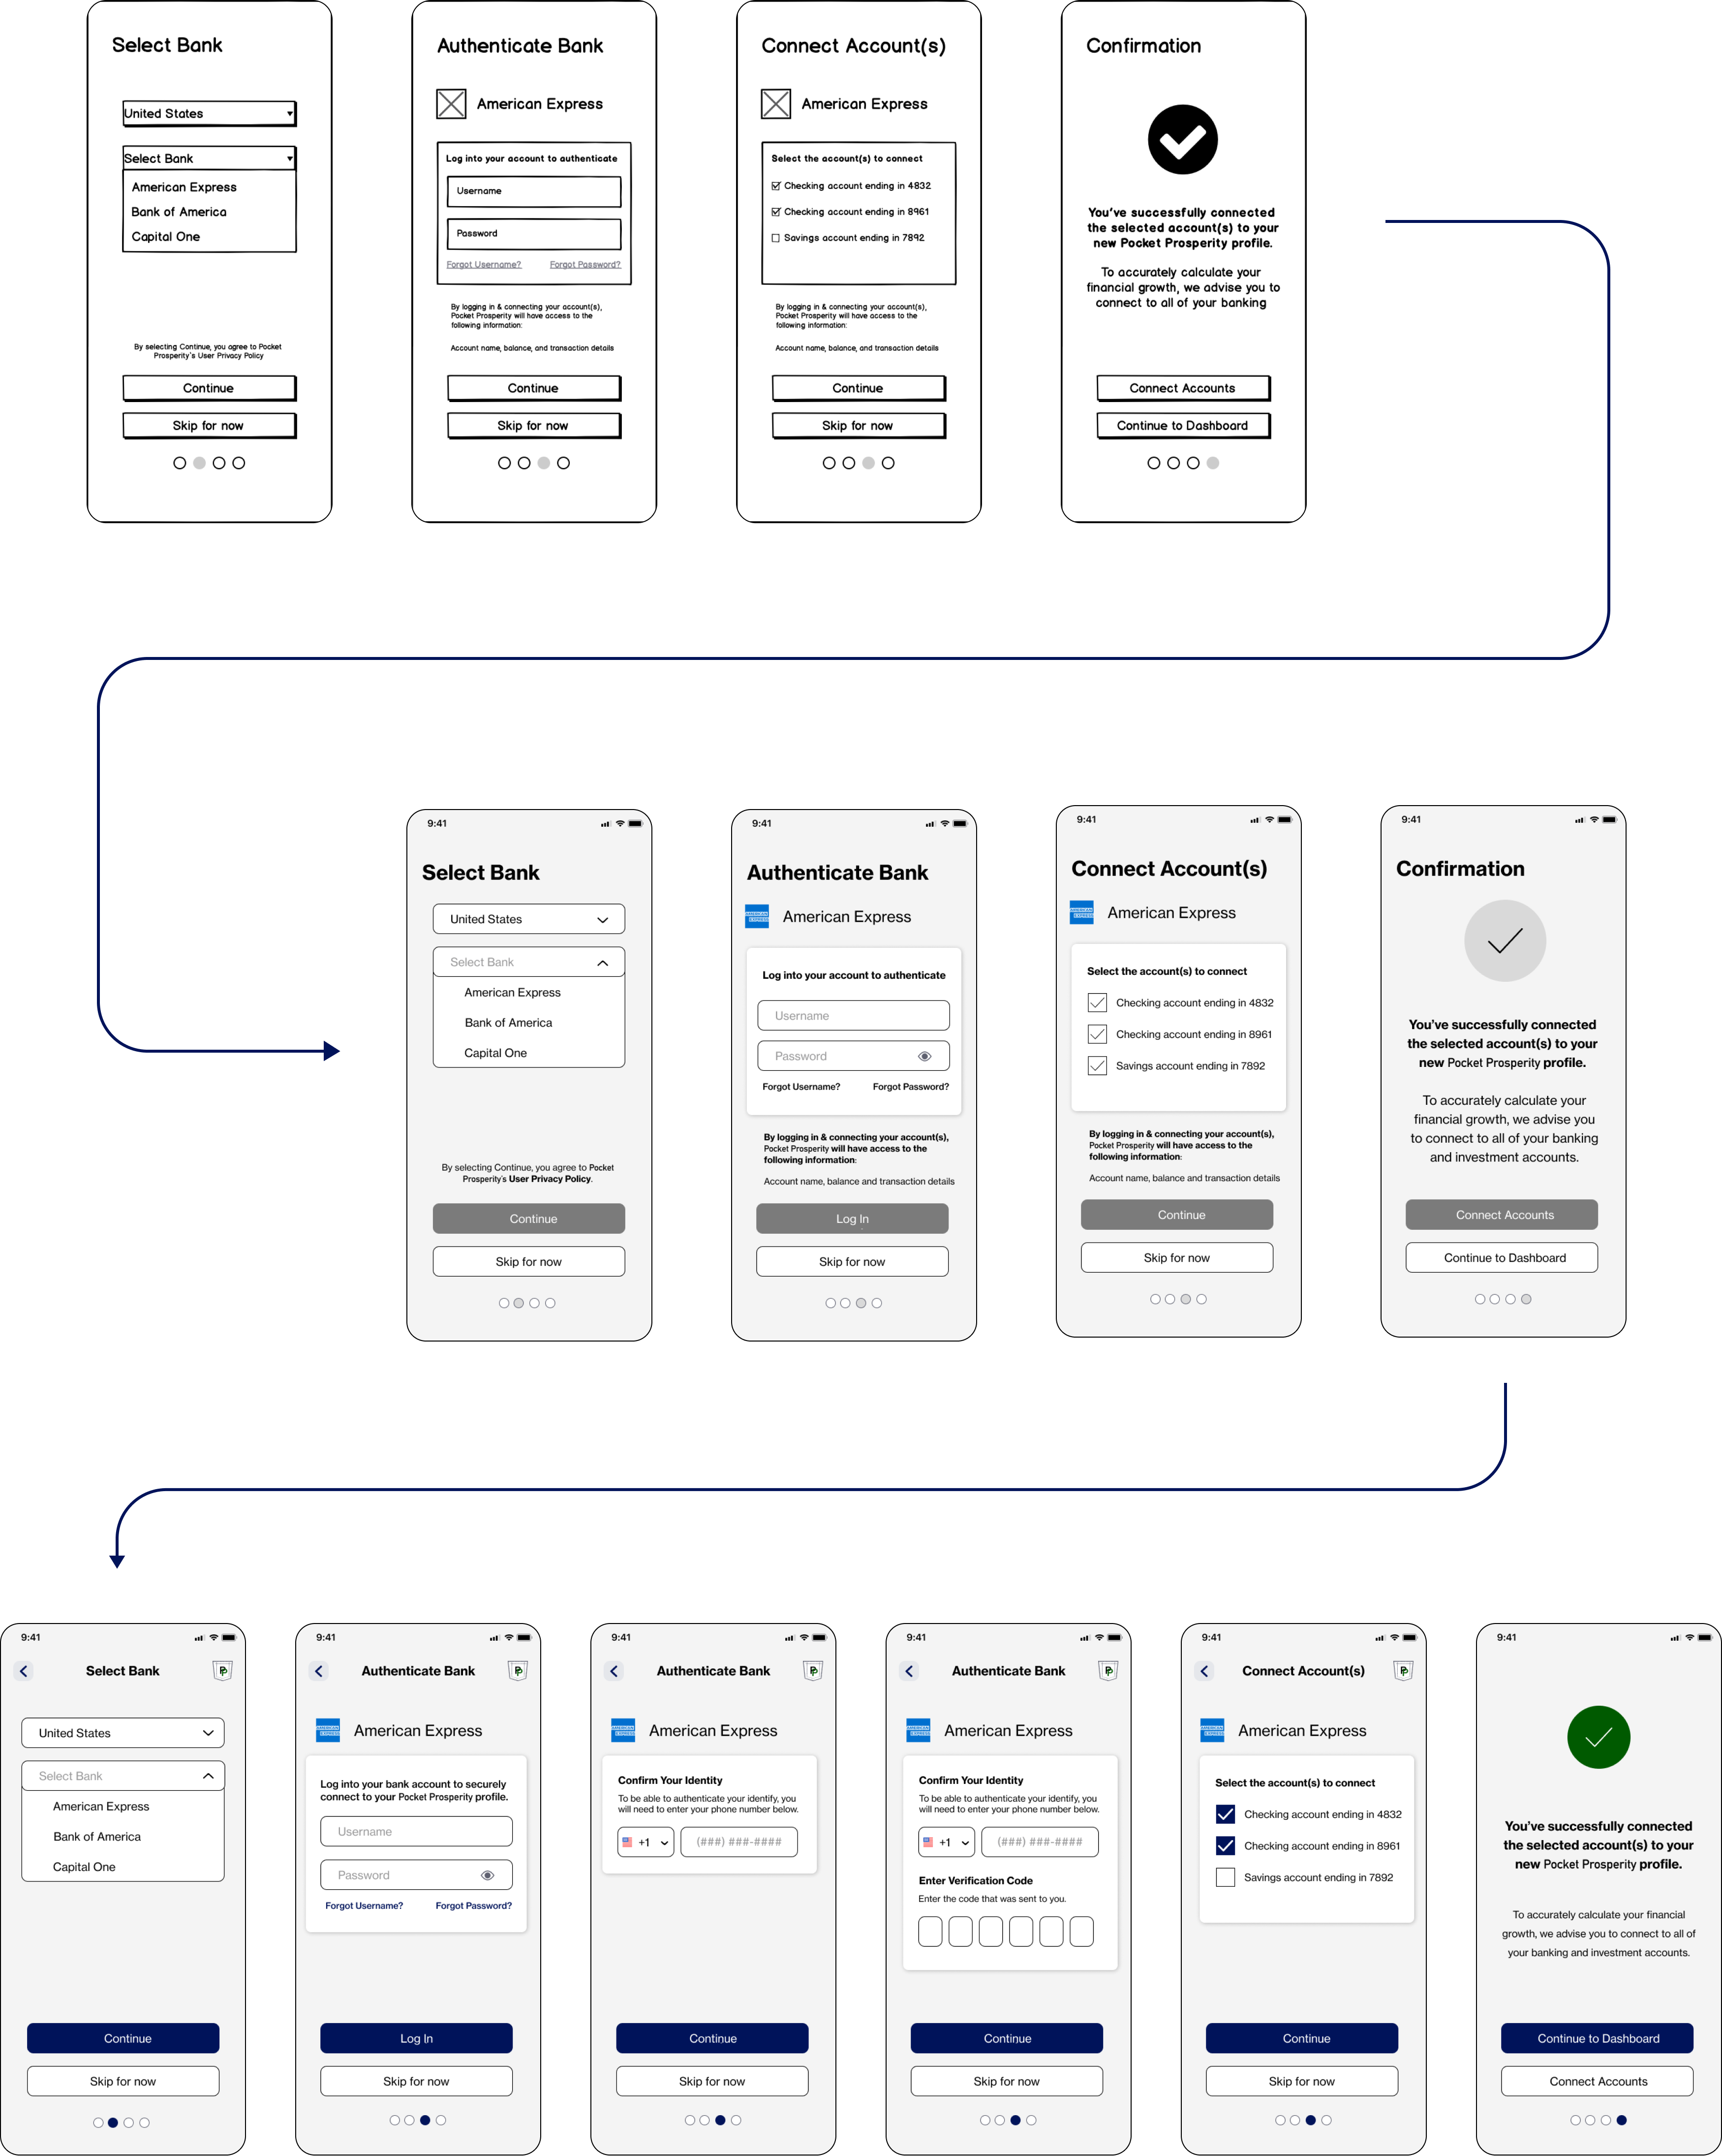 Select Bank
United States
Select Bank
American Express
Bank of America
Capital One
By selecting Continue, you agree to Pocket
Prosperity's User Privacy Policy
Continue
Skip for now
Authenticate Bank
American Express
Log into your account to authenticate
Username
Password
Forgot Username? Forgot Password?
By logging in & connecting your account(s),
Pocket Prosperity will have access to the
following information:
Account name, balance, and transaction details
Continue
Skip for now
Connect Account(s)
American Express
Select the account(s) to connect
Checking account ending in 4832
Checking account ending in 8961
Savings account ending in 7892
By logging in & connecting your account(s),
Pocket Prosperity will have access to the
following information:
Account name, balance, and transaction details
Continue
Skip for now
Confirmation
You've successfully connected
the selected account(s) to your
new Pocket Prosperity profile.
To accurately calculate your
financial growth, we advise you to
connect to all of your banking
Connect Accounts
Continue to Dashboard
9:41
Select Bank
United States
Select Bank
American Express
Bank of America
Capital One
By selecting Continue, you agree to Pocket
Prosperity's User Privacy Policy.
Continue
Skip for now
9:41
Authenticate Bank
AMERICAN
EXPRESS
American Express
Log into your account to authenticate
Username
Password
Forgot Username? Forgot Password?
By logging in & connecting your account(s),
Pocket Prosperity will have access to the
following information:
Account name, balance and transaction details
Log In
Skip for now
9:41
Connect Account(s)
AMERICAN
EXPRESS
American Express
Select the account(s) to connect
Checking account ending in 4832
Checking account ending in 8961
Savings account ending in 7892
By logging in & connecting your account(s),
Pocket Prosperity will have access to the
following information:
Account name, balance and transaction details
Continue
Skip for now
9:41
Confirmation
You've successfully connected
the selected account(s) to your
new Pocket Prosperity profile.
To accurately calculate your
financial growth, we advise you
to connect to all of your banking
and investment accounts.
Connect Accounts
Continue to Dashboard
9:41
Select Bank
United States
Select Bank
American Express
Bank of America
Capital One
Continue
Skip for now
9:41
Authenticate Bank
AMERICAN
EXPRESS
American Express
Log into your bank account to securely
connect to your Pocket Prosperity profile.
Username
Password
Forgot Username? Forgot Password?
Log In
Skip for now
9:41
Authenticate Bank
AMERICAN
EXPRESS
American Express
Confirm Your Identity
To be able to authenticate your identify, you
will need to enter your phone number below.
+1 (###) ###-####
Continue
Skip for now
9:41
Authenticate Bank
AMERICAN
EXPRESS
American Express
Confirm Your Identity
To be able to authenticate your identify, you
will need to enter your phone number below.
+1 (###) ###-####
Enter Verification Code
Enter the code that was sent to you.
Continue
Skip for now
9:41
Connect Account(s)
AMERICAN
EXPRESS
American Express
Select the account(s) to connect
Checking account ending in 4832
Checking account ending in 8961
Savings account ending in 7892
Continue
Skip for now
9:41
You've successfully connected
the selected account(s) to your
new Pocket Prosperity profile.
To accurately calculate your financial
growth, we advise you to connect to all of
your banking and investment accounts.
Continue to Dashboard
Connect Accounts